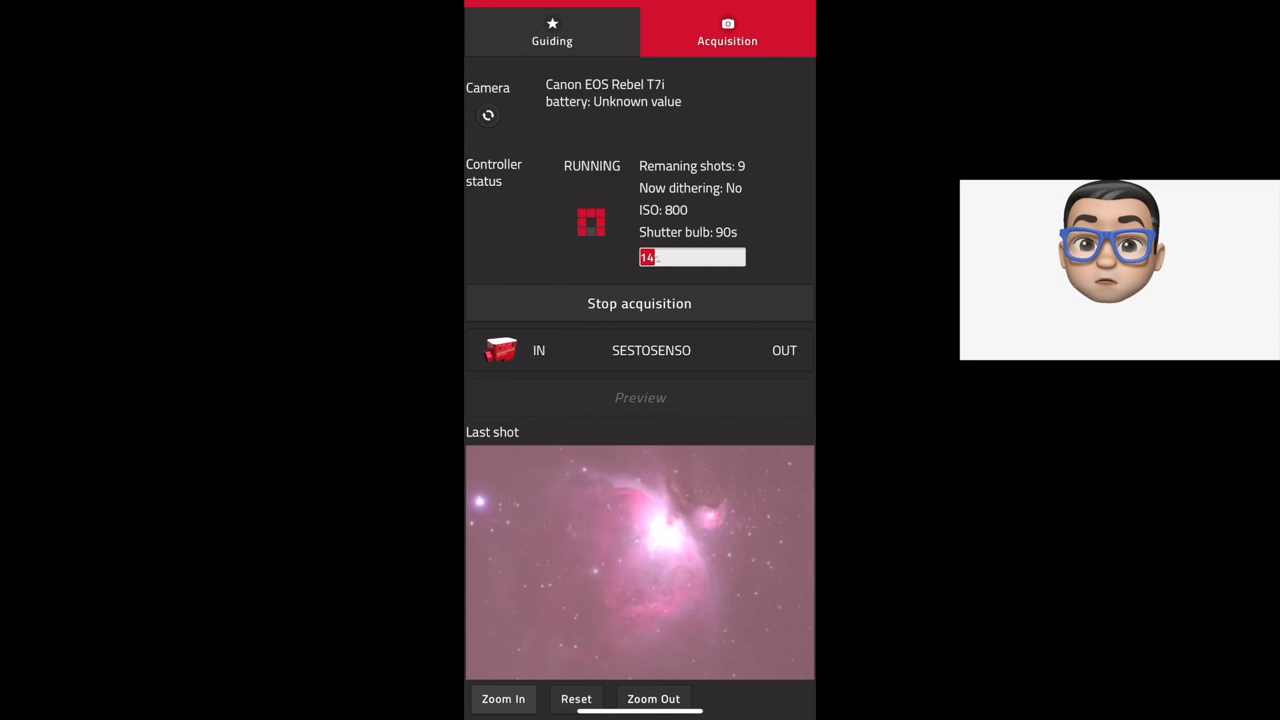 Guiding
Acquisition
Camera
Canon EOS Rebel T7i
battery: Unknown value
Controller
status
RUNNING
Remaning shots: 9
Now dithering: No
ISO: 800
Shutter bulb: 90s
14
Stop acquisition
IN
SESTOSENSO
OUT
Preview
Last shot
Zoom In
Reset
Zoom Out